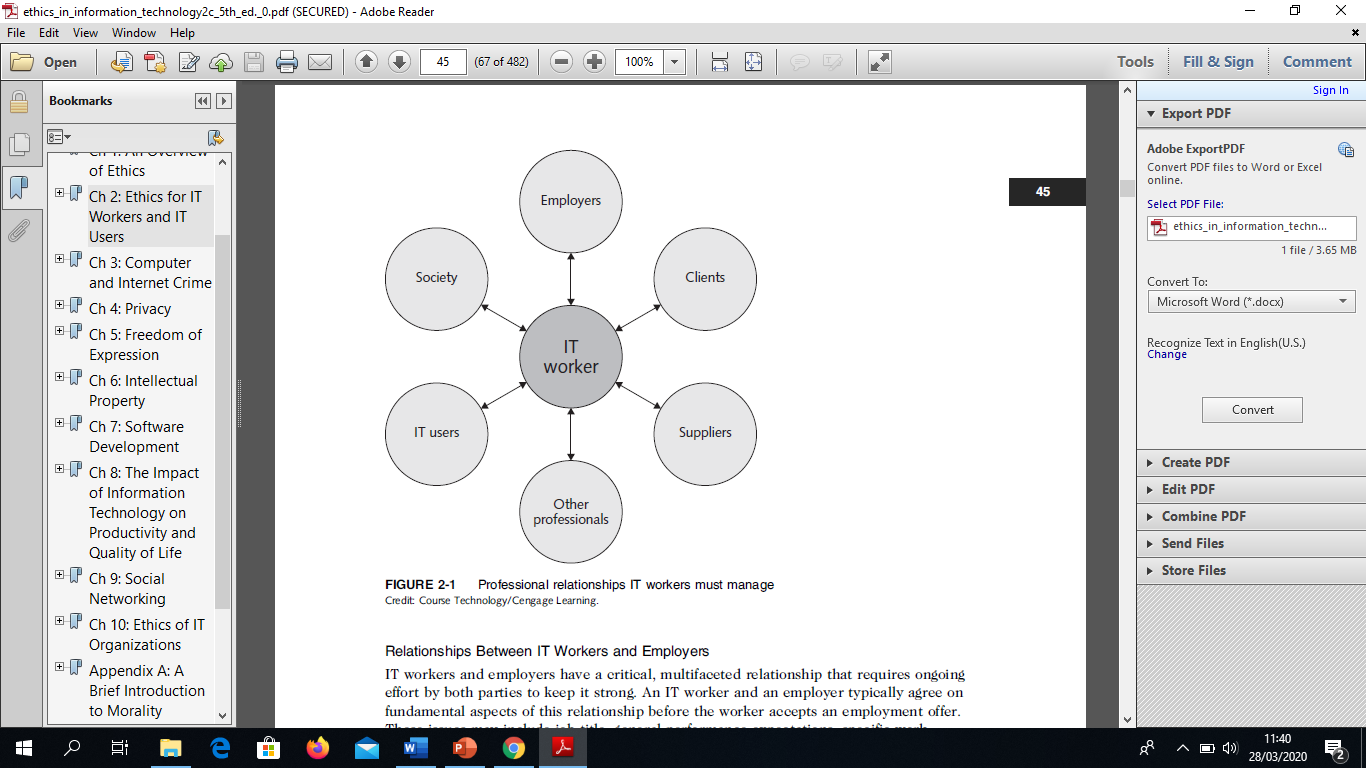 ethics_in_information_technology2c_5th_ed._0.pdf (SECURED) - Adobe Reader
File Edit View Window Help
Open
45 (67 of 482)
100%
Tools
Fill & Sign
Comment
Bookmarks
Ch 1: An Overview
of Ethics
Ch 2: Ethics for IT
Workers and IT
Users
Ch 3: Computer
and Internet Crime
Ch 4: Privacy
Ch 5: Freedom of
Expression
Ch 6: Intellectual
Property
Ch 7: Software
Development
Ch 8: The Impact
of Information
Technology on
Productivity and
Quality of Life
Ch 9: Social
Networking
Ch 10: Ethics of IT
Organizations
Appendix A: A
Brief Introduction
to Morality
45
Employers
Society
Clients
IT
worker
IT users
Suppliers
Other
professionals
FIGURE 2-1 Professional relationships IT workers must manage
Credit: Course Technology/Cengage Learning.
Relationships Between IT Workers and Employers
IT workers and employers have a critical, multifaceted relationship that requires ongoing
effort by both parties to keep it strong. An IT worker and an employer typically agree on
fundamental aspects of this relationship before the worker accepts an employment offer.
Sign In
Export PDF
Adobe ExportPDF
Convert PDF files to Word or Excel
online.
Select PDF File:
ethics_in_information_techn...
1 file / 3.65 MB
Convert To:
Microsoft Word (*.docx)
Recognize Text in English(U.S.)
Change
Convert
Create PDF
Edit PDF
Combine PDF
Send Files
Store Files
11:40
28/03/2020
2